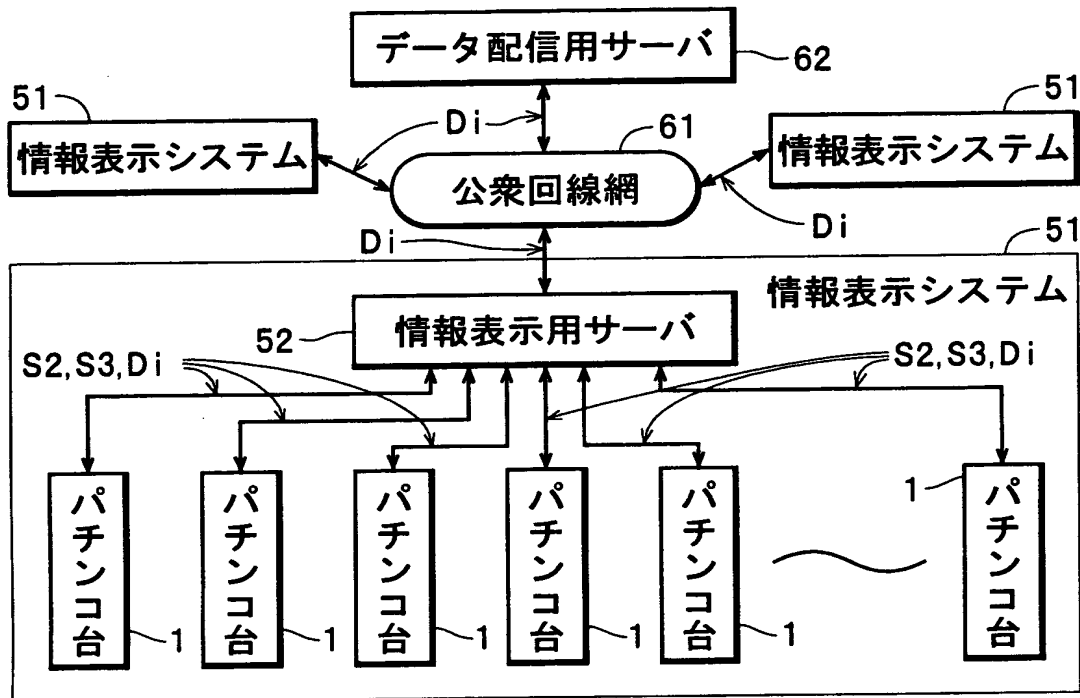 データ配信用サーバ
62
51
51
Di
61
情報表示システム
情報表示システム
公衆回線網
Di
Di
51
情報表示システム
情報表示用サーバ
52
S2,S3,Di
S2,S3,Di
パチンコ台
パチンコ台
パチンコ台
パチンコ台
パチンコ台
パチンコ台
1
1
1
1
1
1